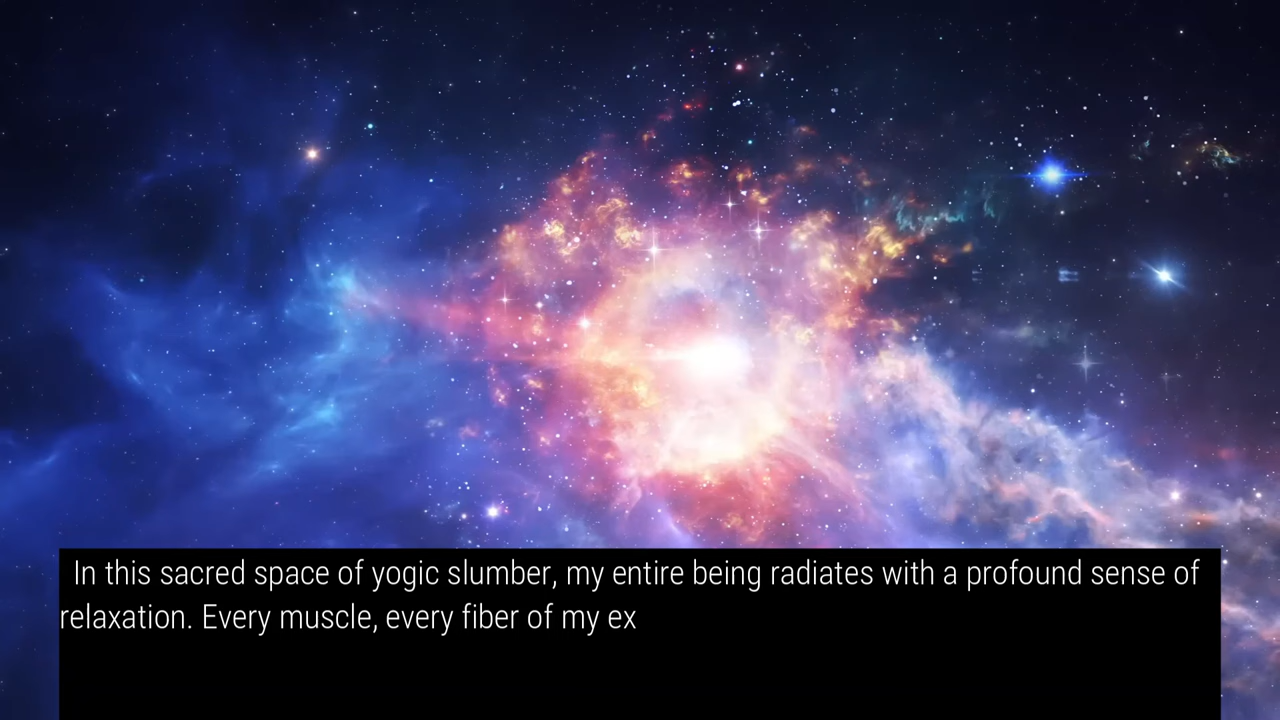 In this sacred space of yogic slumber, my entire being radiates with a profound sense of
relaxation. Every muscle, every fiber of my ex